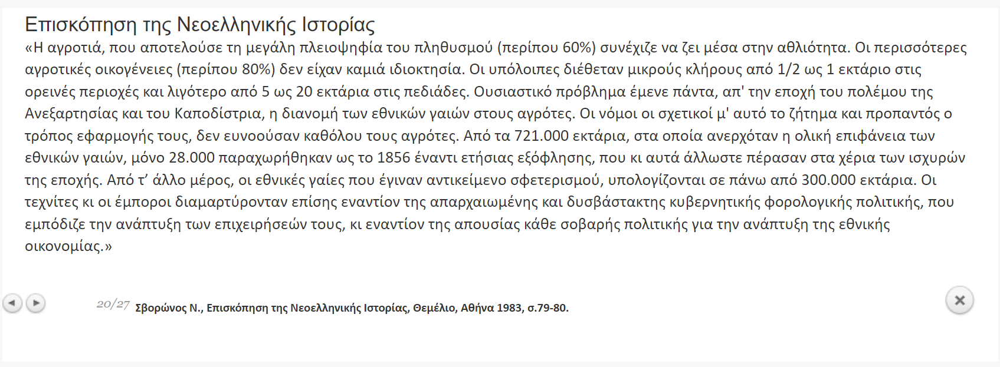 Επισκόπηση της Νεοελληνικής Ιστορίας
«Η αγροτιά, που αποτελούσε τη μεγάλη πλειοψηφία του πληθυσμού (περίπου 60%) συνέχιζε να ζει μέσα στην αθλιότητα. Οι περισσότερες
αγροτικές οικογένειες (περίπου 80%) δεν είχαν καμιά ιδιοκτησία. Οι υπόλοιπες διέθεταν μικρούς κλήρους από 1/2 ως 1 εκτάριο στις
ορεινές περιοχές και λιγότερο από 5 ως 20 εκτάρια στις πεδιάδες. Ουσιαστικό πρόβλημα έμενε πάντα, απ' την εποχή του πολέμου της
Ανεξαρτησίας και του Καποδίστρια, η διανομή των εθνικών γαιών στους αγρότες. Οι νόμοι οι σχετικοί μ' αυτό το ζήτημα και προπαντός ο
τρόπος εφαρμογής τους, δεν ευνοούσαν καθόλου τους αγρότες. Από τα 721.000 εκτάρια, στα οποία ανερχόταν η ολική επιφάνεια των
εθνικών γαιών, μόνο 28.000 παραχωρήθηκαν ως το 1856 έναντι ετήσιας εξόφλησης, που κι αυτά άλλωστε πέρασαν στα χέρια των ισχυρών
της εποχής. Από τ’ άλλο μέρος, οι εθνικές γαίες που έγιναν αντικείμενο σφετερισμού, υπολογίζονται σε πάνω από 300.000 εκτάρια. Οι
τεχνίτες κι οι έμποροι διαμαρτύρονταν επίσης εναντίον της απαρχαιωμένης και δυσβάστακτης κυβερνητικής φορολογικής πολιτικής, που
εμπόδιζε την ανάπτυξη των επιχειρήσεών τους, κι εναντίον της απουσίας κάθε σοβαρής πολιτικής για την ανάπτυξη της εθνικής
οικονομίας.»
20/27 Σβορώνος Ν., Επισκόπηση της Νεοελληνικής Ιστορίας, Θεμέλιο, Αθήνα 1983, σ.79-80.